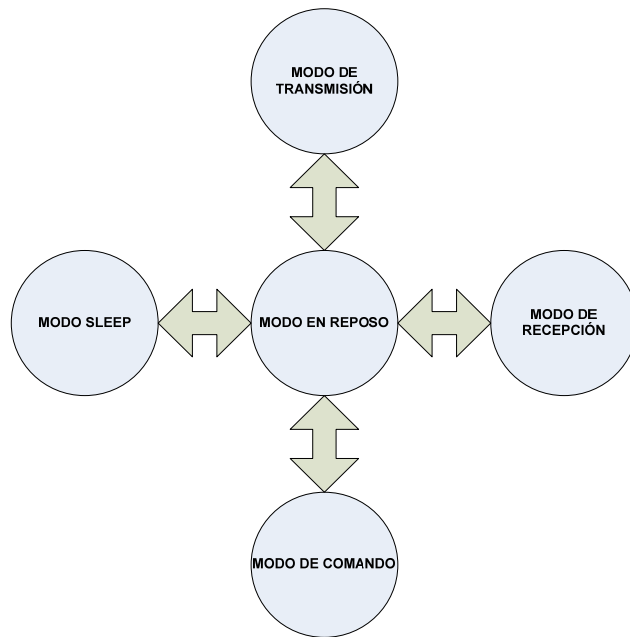 MODO DE
TRANSMISIÓN
MODO SLEEP
MODO EN REPOSO
MODO DE
RECEPCIÓN
MODO DE COMANDO